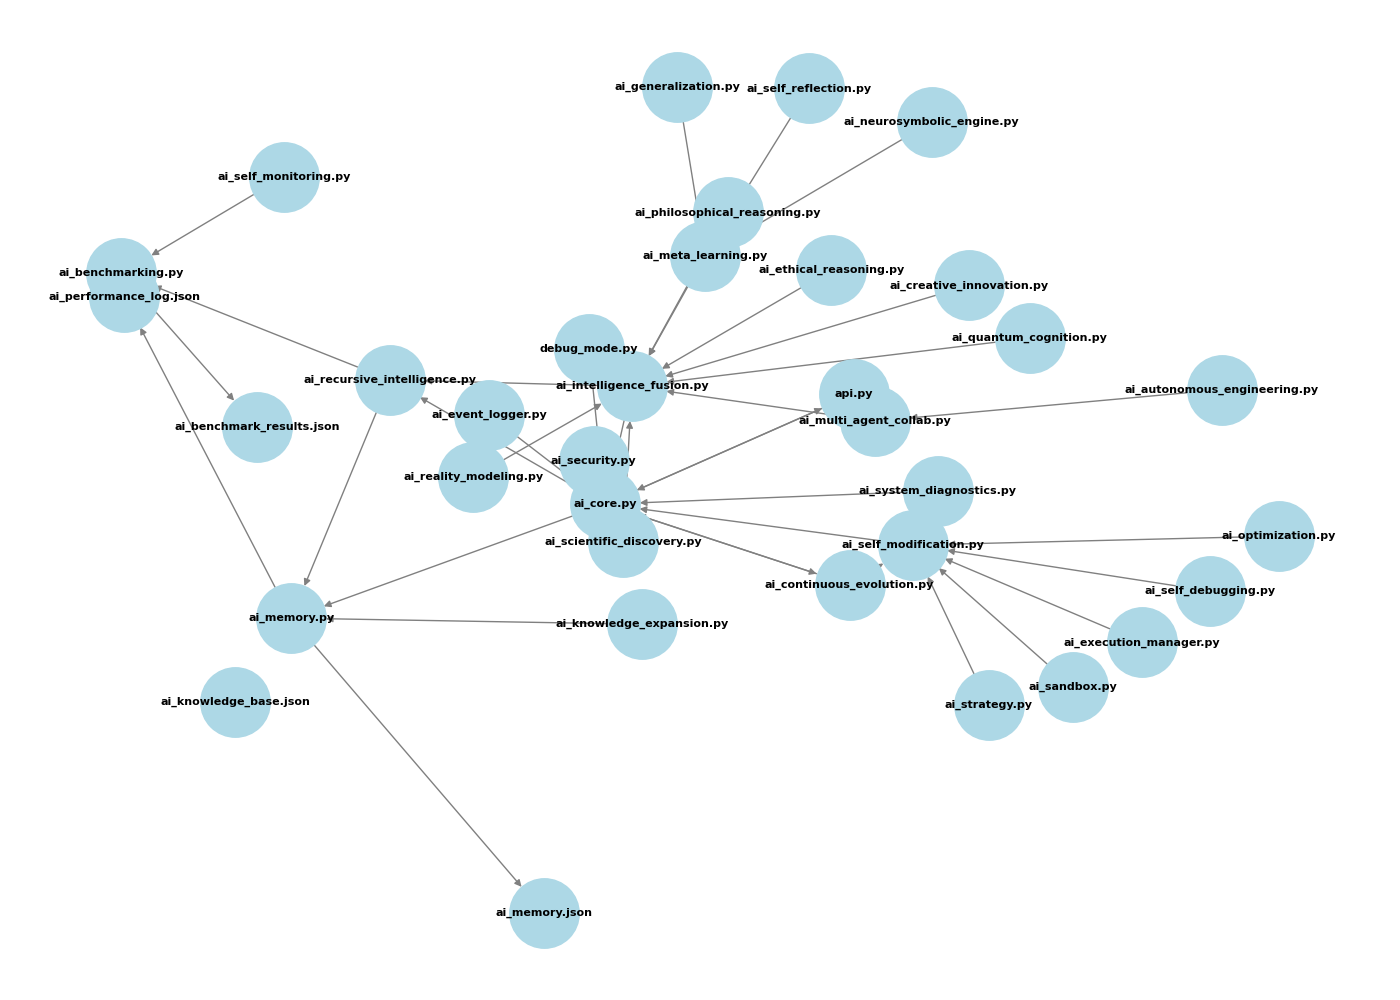 ai_generalization.py
ai_self_reflection.py
ai_neurosymbolic_engine.py
ai_self_monitoring.py
ai_philosophical_reasoning.py
ai_meta_learning.py
ai_ethical_reasoning.py
ai_benchmarking.py
ai_creative_innovation.py
ai_performance_log.json
ai_quantum_cognition.py
debug_mode.py
ai_recursive_intelligence.py
ai_intelligence_fusion.py
ai_autonomous_engineering.py
api.py
ai_event_logger.py
ai_multi_agent_collab.py
ai_benchmark_results.json
ai_security.py
ai_reality_modeling.py
ai_system_diagnostics.py
ai_core.py
ai_optimization.py
ai_scientific_discovery.py
ai_self_modification.py
ai_continuous_evolution.py
ai_self_debugging.py
ai_memory.py
ai_knowledge_expansion.py
ai_execution_manager.py
ai_sandbox.py
ai_knowledge_base.json
ai_strategy.py
ai_memory.json